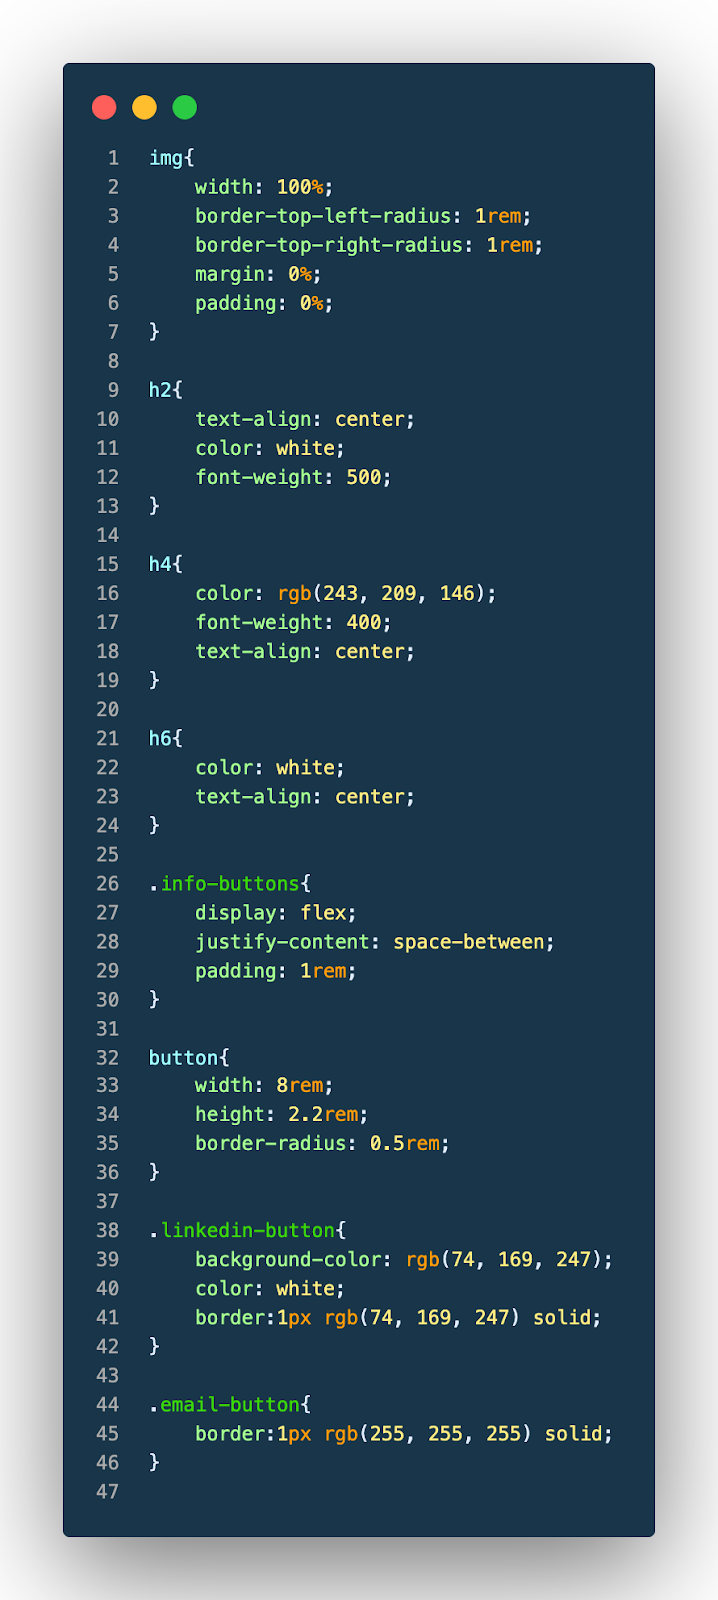 1 img{
2     width: 100%;
3     border-top-left-radius: 1rem;
4     border-top-right-radius: 1rem;
5     margin: 0%;
6     padding: 0%;
7 }
8
9 h2{
10     text-align: center;
11     color: white;
12     font-weight: 500;
13 }
14
15 h4{
16     color: rgb(243, 209, 146);
17     font-weight: 400;
18     text-align: center;
19 }
20
21 h6{
22     color: white;
23     text-align: center;
24 }
25
26 .info-buttons{
27     display: flex;
28     justify-content: space-between;
29     padding: 1rem;
30 }
31
32 button{
33     width: 8rem;
34     height: 2.2rem;
35     border-radius: 0.5rem;
36 }
37
38 .linkedin-button{
39     background-color: rgb(74, 169, 247);
40     color: white;
41     border:1px rgb(74, 169, 247) solid;
42 }
43
44 .email-button{
45     border:1px rgb(255, 255, 255) solid;
46 }
47